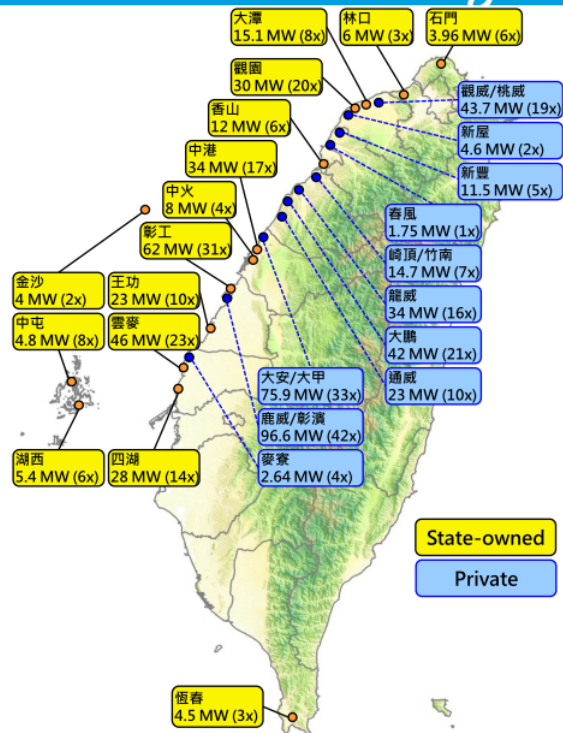 大潭
15.1 MW (8x)
林口
6 MW (3x)
石門
3.96 MW (6x)
觀園
30 MW (20x)
觀威/桃威
43.7 MW (19x)
香山
12 MW (6x)
新屋
4.6 MW (2x)
中港
34 MW (17x)
新豐
11.5 MW (5x)
中火
8 MW (4x)
春風
1.75 MW (1x)
彰工
62 MW (31x)
崎頂/竹南
14.7 MW (7x)
金沙
4 MW (2x)
王功
23 MW (10x)
龍威
34 MW (16x)
中屯
4.8 MW (8x)
雲麥
46 MW (23x)
大鵬
42 MW (21x)
大安/大甲
75.9 MW (33x)
通威
23 MW (10x)
鹿威/彰濱
96.6 MW (42x)
湖西
5.4 MW (6x)
四湖
28 MW (14x)
麥寮
2.64 MW (4x)
State-owned
Private
恆春
4.5 MW (3x)